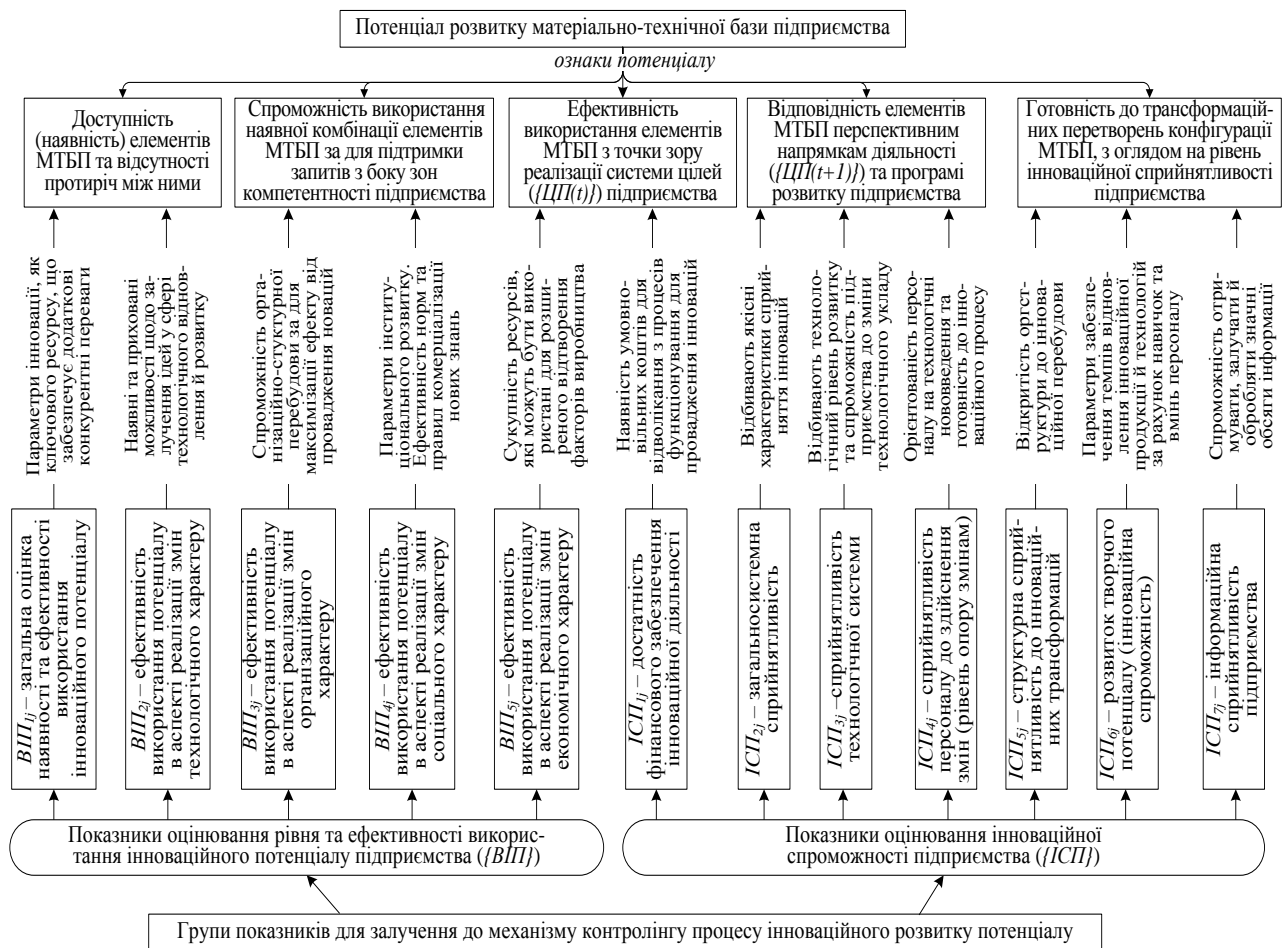 Потенціал розвитку матеріально-технічної бази підприємства
ознаки потенціалу
Доступність
(наявність) елементів
МТБП та відсутності
протиріч між ними
Спроможність використання
наявної комбінації елементів
МТБП за для підтримки
запитів з боку зон
компетентності підприємства
Ефективність
використання елементів
МТБП з точки зору
реалізації системи цілей
({ЦП(t)}) підприємства
Відповідність елементів
МТБП перспективним
напрямкам діяльності
({ЦП(t+1)}) та програмі
розвитку підприємства
Готовність до трансформацій-
них перетворень конфігурації
МТБП, з оглядом на рівень
інноваційної сприйнятливості
підприємства
Параметри інновації, як
ключового ресурсу, що
забезпечує додаткові
конкурентні переваги
Наявні та приховані
можливості щодо за-
лучення ідей у сфері
технологічного віднов-
лення й розвитку
Спроможність орга-
нізаційно-стуктурної
перебудови за для
максимізації ефекту від
провадження новацій
Параметри інститу-
ціонального розвитку.
Ефективність норм та
правил комерціалізації
нових знань
Сукупність ресурсів,
які можуть бути вико-
ристані для розши-
реного відтворення
факторів виробництва
Наявність умовно-
вільних коштів для
відволікання з процесів
функціонування для
провадження інновацій
Відбивають якісні
характеристики сприй-
няття інновацій
Відбивають техноло-
гічний рівень розвитку
та спроможність під-
приємства до зміни
технологічного укладу
Орієнтованість персо-
налу на технологічні
нововведення та
готовність до інно-
ваційного процесу
Відкритість оргст-
руктури до іннова-
ційної перебудови
Параметри забезпе-
чення темпів віднов-
лення інноваційної
продукції й технологій
за рахунок навичок та
вмінь персоналу
Спроможність отри-
мувати, залучати й
обробляти значні
обсяги інформації
ВІП1j – загальна оцінка
наявності та ефективності
використання
інноваційного потенціалу
ВІП2j – ефективність
використання потенціалу
в аспекті реалізації змін
технологічного характеру
ВІП3j – ефективність
використання потенціалу
в аспекті реалізації змін
організаційного
характеру
ВІП4j – ефективність
використання потенціалу
в аспекті реалізації змін
соціального характеру
ВІП5j – ефективність
використання потенціалу
в аспекті реалізації змін
економічного характеру
ІСП1j – достатність
фінансового забезпечення
інноваційної діяльності
ІСП2j – загальносистемна
сприйнятливість
ІСП3j – сприйнятливість
технологічної системи
ІСП4j – сприйнятливість
персоналу до здійснення
змін (рівень опору змінам)
ІСП5j – структурна сприй-
нятливість до інновацій-
них трансформацій
ІСП6j – розвиток творчого
потенціалу (інноваційна
спроможність)
ІСП7j – інформаційна
сприйнятливість
підприємства
Показники оцінювання рівня та ефективності викорис-
тання інноваційного потенціалу підприємства ({ВІП})
Показники оцінювання інноваційної
спроможності підприємства ({ІСП})
Групи показників для залучення до механізму контролінгу процесу інноваційного розвитку потенціалу